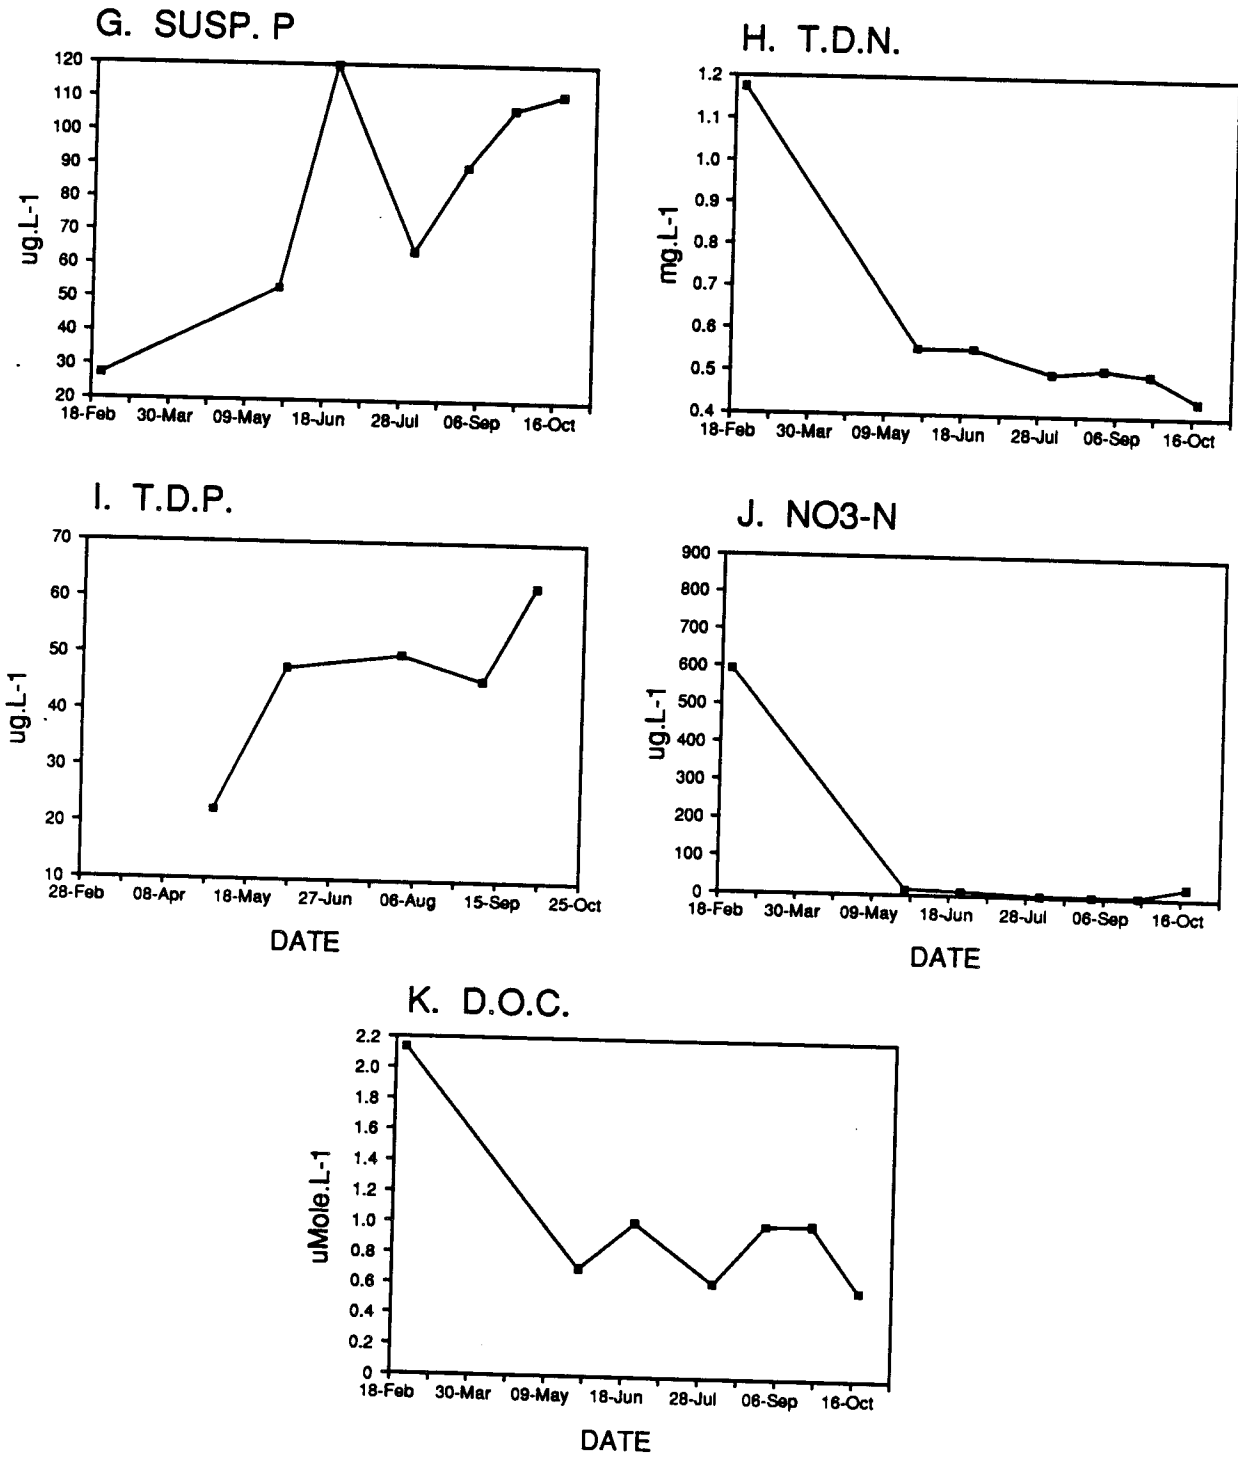 G. SUSP. P
120
110
100
90
80
70
60
50
40
30
20
ug.L-1
18-Feb 30-Mar 09-May 18-Jun 28-Jul 06-Sep 16-Oct
H. T.D.N.
1.2
1.1
1.0
0.9
0.8
0.7
0.6
0.5
0.4
mg.L-1
18-Feb 30-Mar 09-May 18-Jun 28-Jul 06-Sep 16-Oct
I. T.D.P.
70
60
50
40
30
20
10
ug.L-1
28-Feb 08-Apr 18-May 27-Jun 06-Aug 15-Sep 25-Oct
DATE
J. NO3-N
900
800
700
600
500
400
300
200
100
0
ug.L-1
18-Feb 30-Mar 09-May 18-Jun 28-Jul 06-Sep 16-Oct
DATE
K. D.O.C.
2.2
2.0
1.8
1.6
1.4
1.2
1.0
0.8
0.6
0.4
0.2
0
uMole.L-1
18-Feb 30-Mar 09-May 18-Jun 28-Jul 06-Sep 16-Oct
DATE